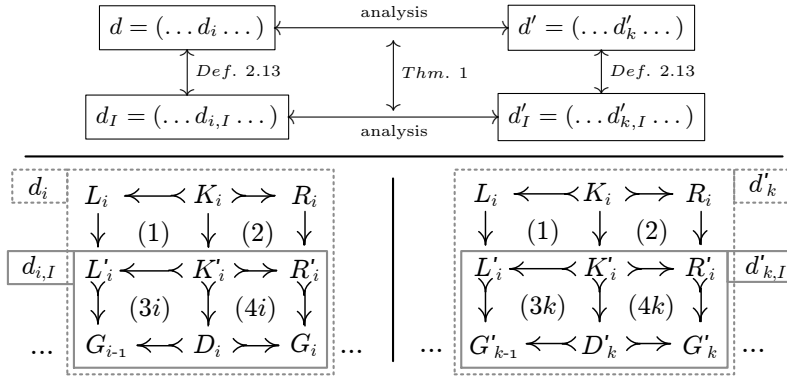 analysis
d = (… d_i …) d′ = (… d′_k …)
Def. 2.13 Thm. 1 Def. 2.13
d_I = (… d_{i,I} …) d′_I = (… d′_{k,I} …)
analysis
d_i L_i K_i R_i L_i K_i R_i d'_k
(1) (2) (1) (2)
d_{i,I} L'_i K'_i R'_i L'_i K'_i R'_i d'_{k,I}
(3i) (4i) (3k) (4k)
... G_{i-1} D_i G_i ... ... G'_{k-1} D'_k G'_k ...